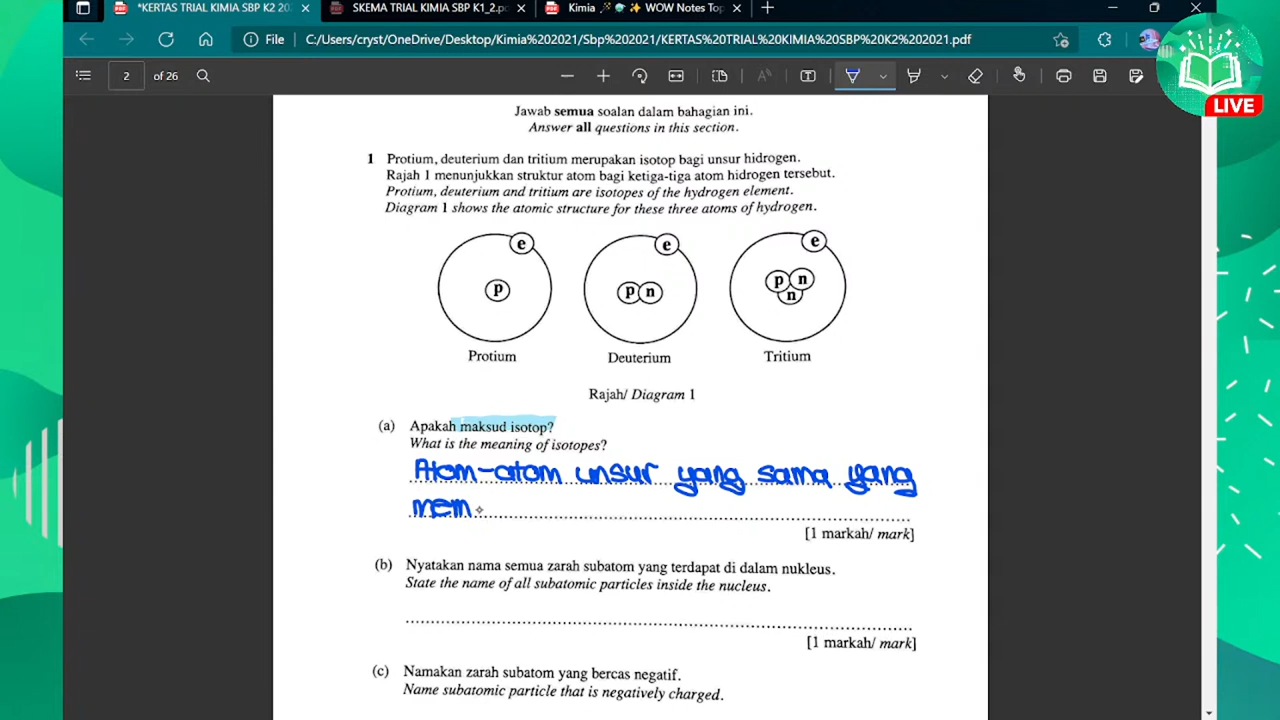 *KERTAS TRIAL KIMIA SBP K2 202
SKEMA TRIAL KIMIA SBP K1_2.p
Kimia WOW Notes Top
File C:/Users/cryst/OneDrive/Desktop/Kimia%202021/Sbp%202021/KERTAS%20TRIAL%20KIMIA%20SBP%20K2%202021.pdf
2 of 26
LIVE
Jawab semua soalan dalam bahagian ini.
Answer all questions in this section.
1 Protium, deuterium dan tritium merupakan isotop bagi unsur hidrogen.
Rajah 1 menunjukkan struktur atom bagi ketiga-tiga atom hidrogen tersebut.
Protium, deuterium and tritium are isotopes of the hydrogen element.
Diagram 1 shows the atomic structure for these three atoms of hydrogen.
e e e
p p n p n
n
Protium Deuterium Tritium
Rajah/ Diagram 1
(a) Apakah maksud isotop?
What is the meaning of isotopes?
Atom-atom unsur yang sama yang
mem
[1 markah/ mark]
(b) Nyatakan nama semua zarah subatom yang terdapat di dalam nukleus.
State the name of all subatomic particles inside the nucleus.
[1 markah/ mark]
(c) Namakan zarah subatom yang bercas negatif.
Name subatomic particle that is negatively charged.